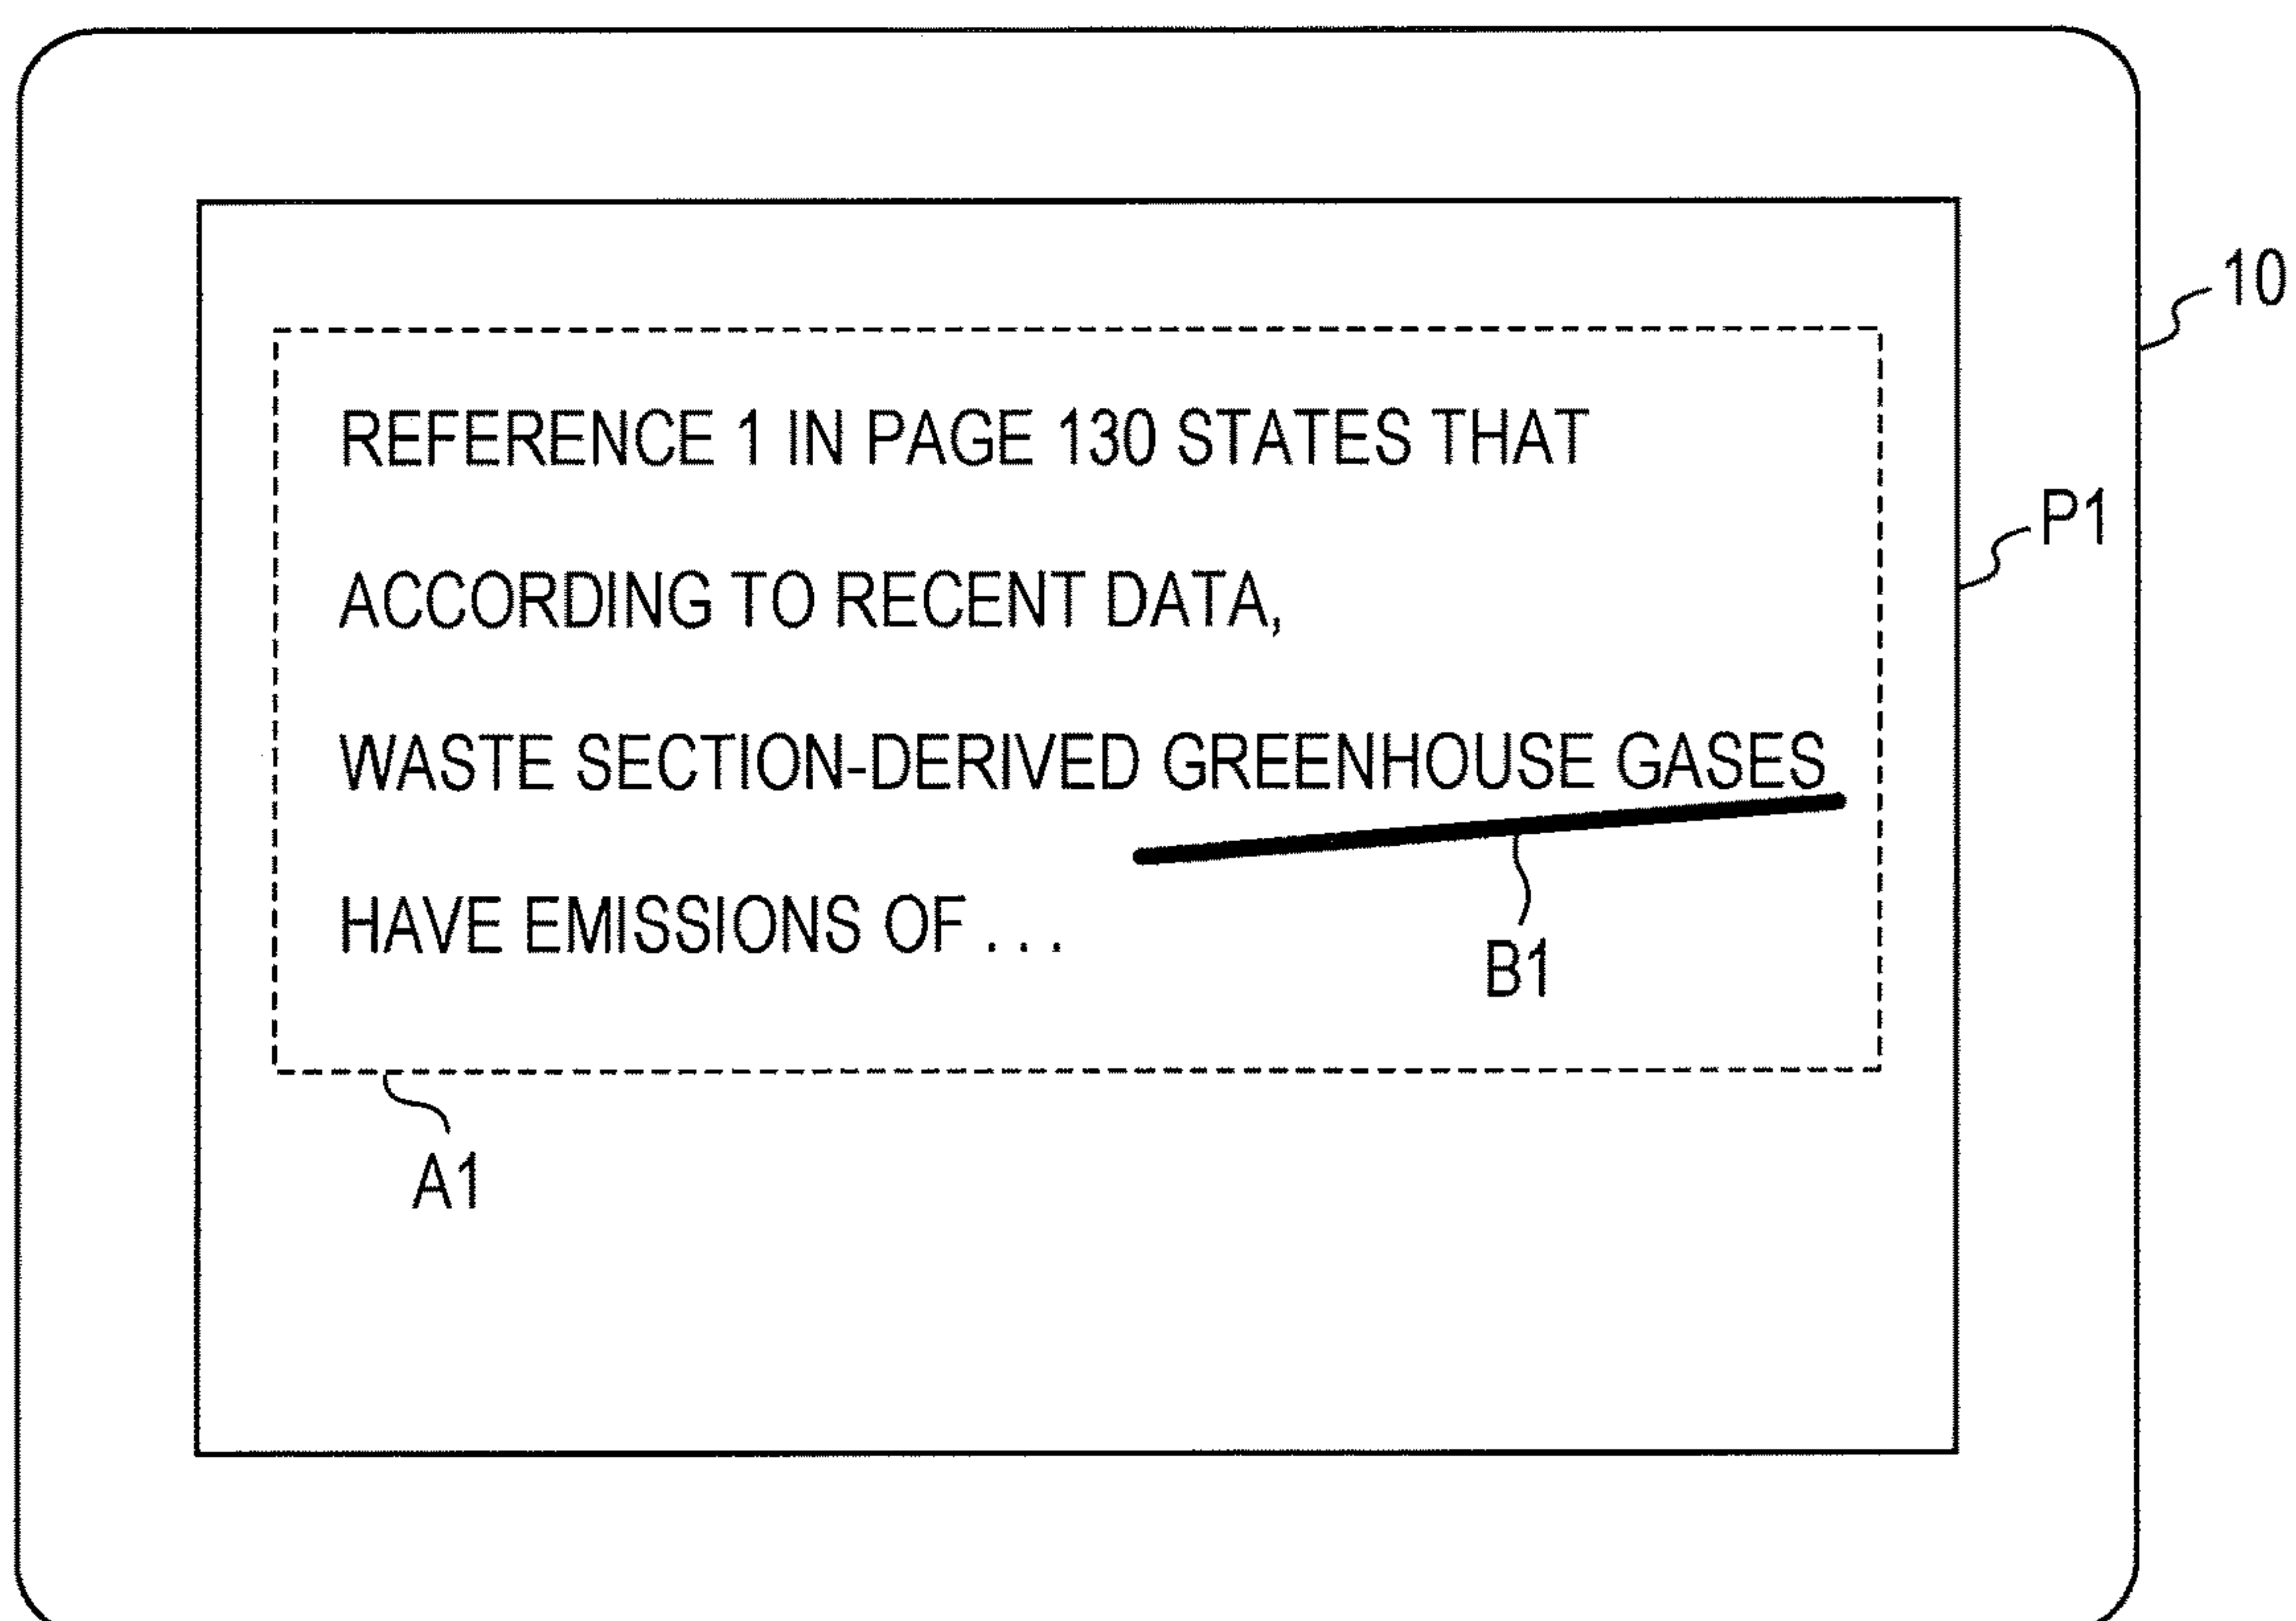 10
REFERENCE 1 IN PAGE 130 STATES THAT
P1
ACCORDING TO RECENT DATA,
WASTE SECTION-DERIVED GREENHOUSE GASES
HAVE EMISSIONS OF . . .
B1
A1